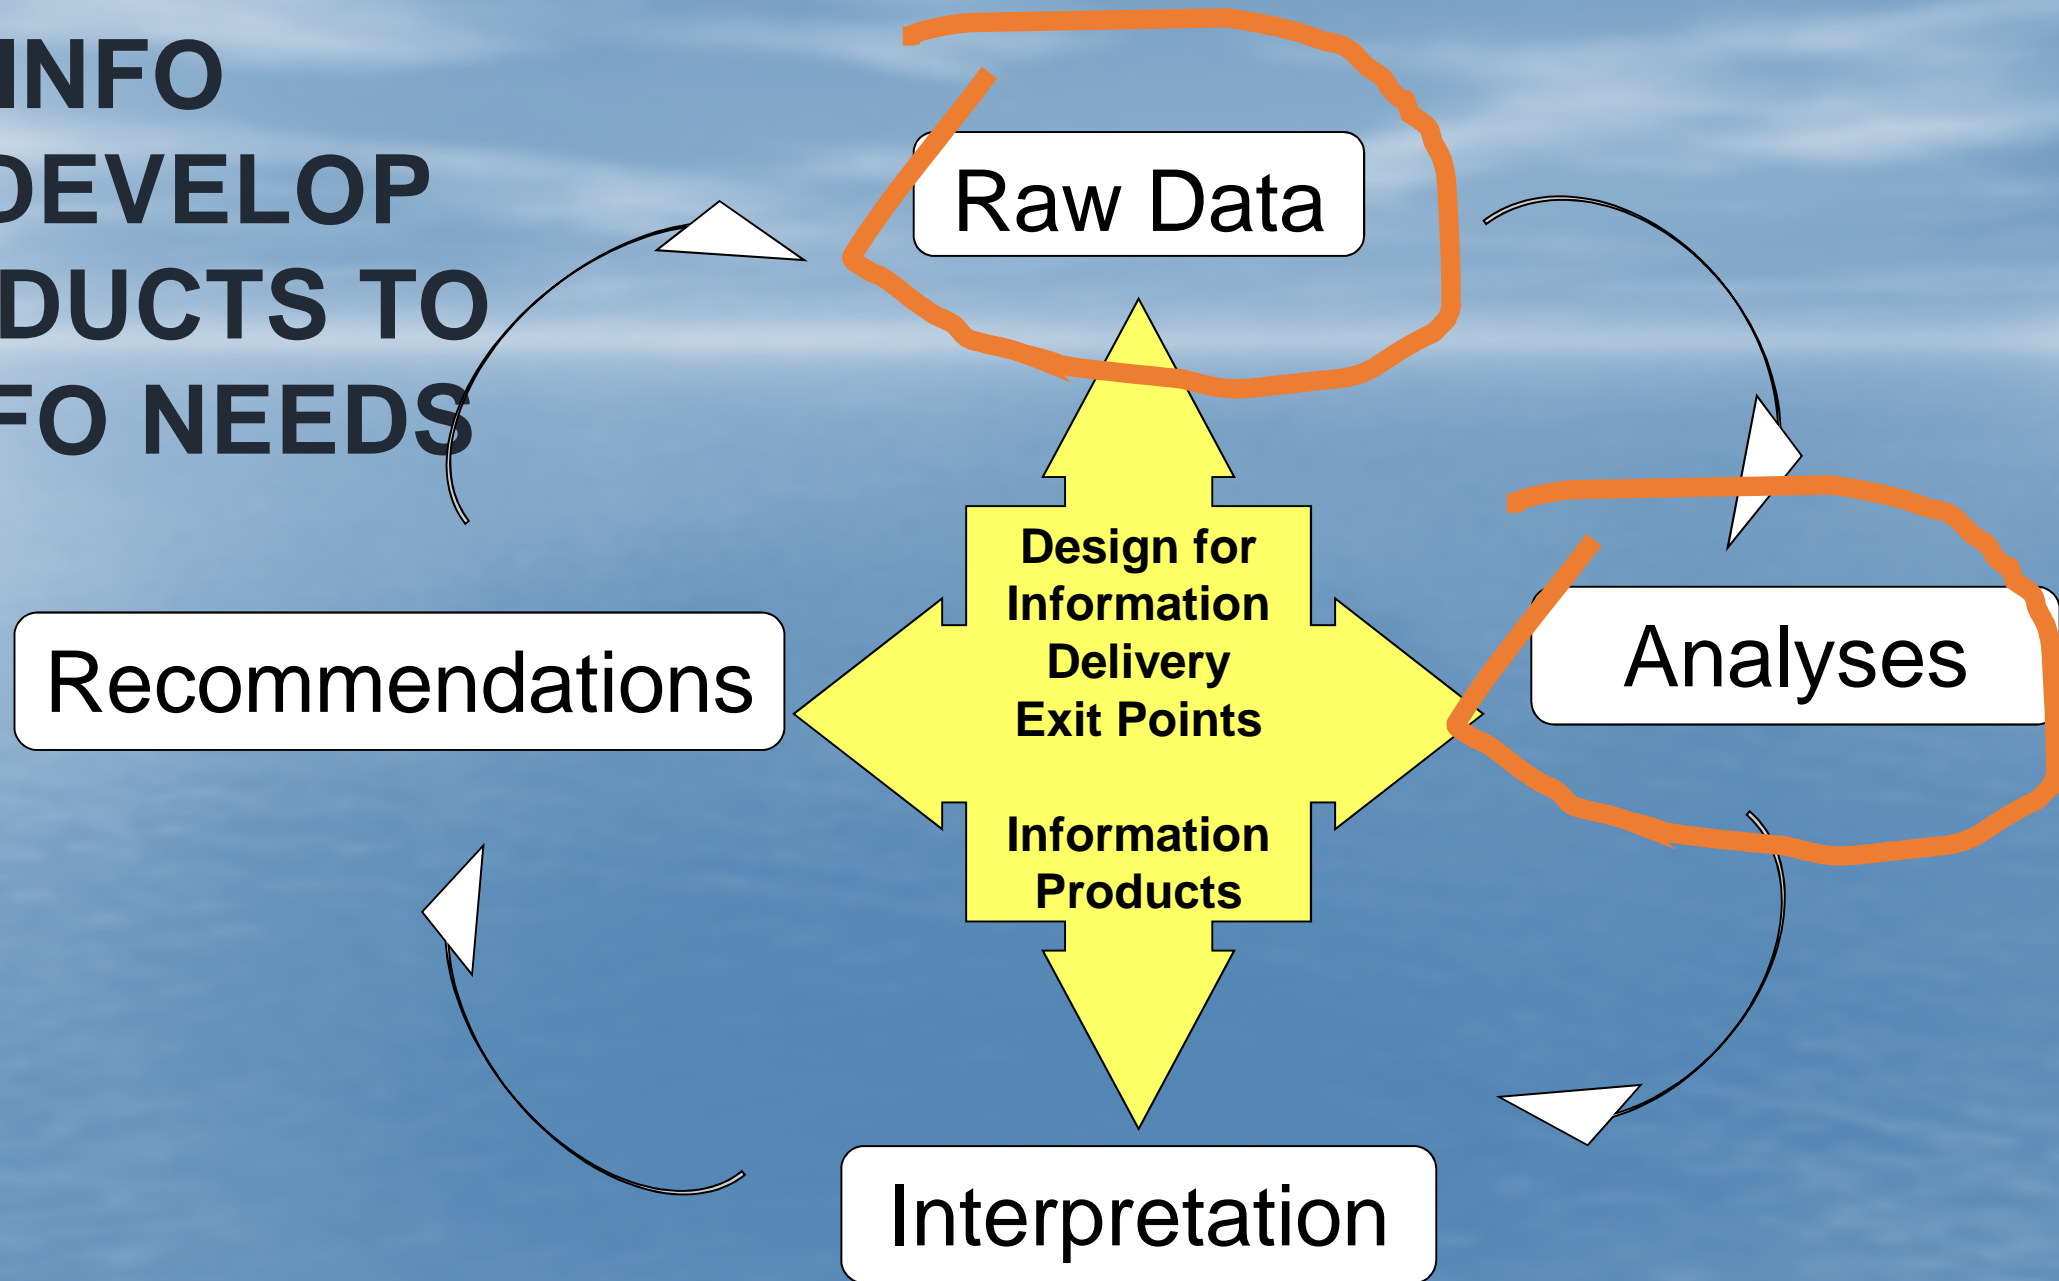 INFO
DEVELOP
DUCTS TO
FO NEEDS
Raw Data
Analyses
Recommendations
Design for
Information
Delivery
Exit Points
Information
Products
Interpretation